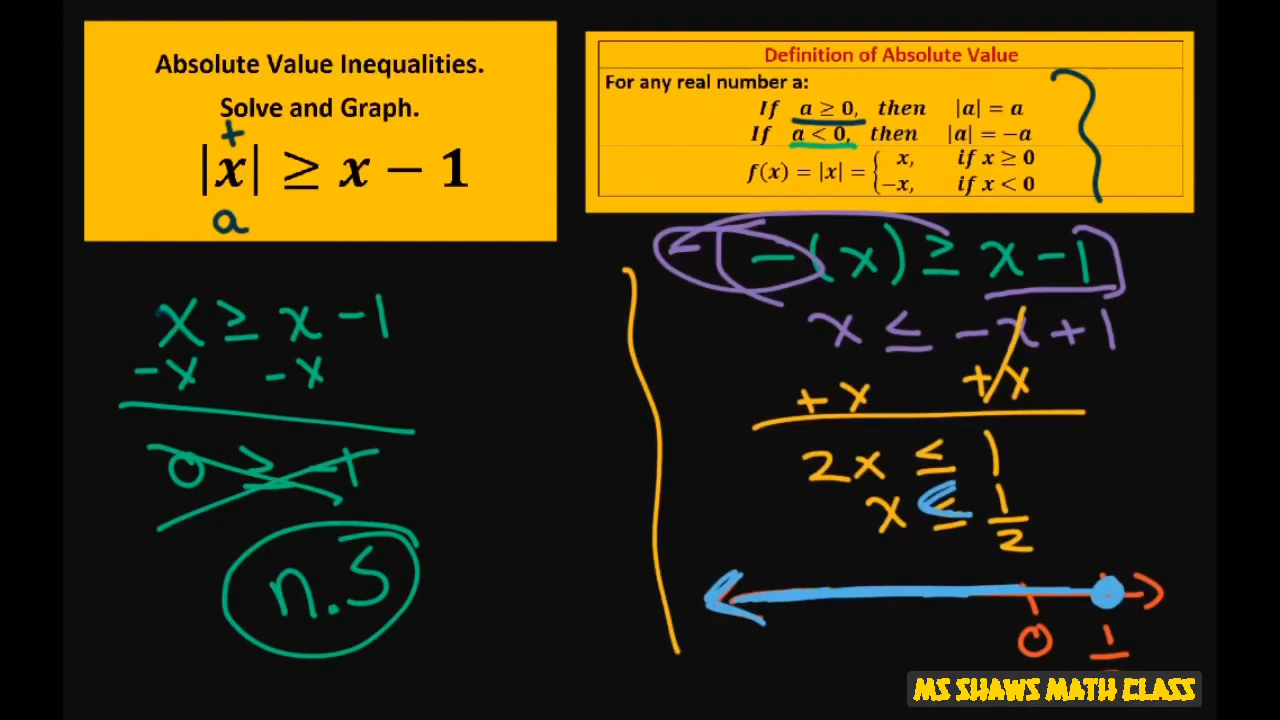 Absolute Value Inequalities.
Solve and Graph.
+
|x| ≥ x − 1
a
Definition of Absolute Value
For any real number a:
If a ≥ 0, then |a| = a
If a < 0, then |a| = −a
f(x) = |x| = { x, if x ≥ 0
−x, if x < 0
x ≥ x − 1
−x −x
0 ≥ −1
n.s
−(x) ≥ x − 1
x ≤ −x + 1
+x +x
2x ≤ 1
x ≤ 1/2
0 1
MS SHAWS MATH CLASS